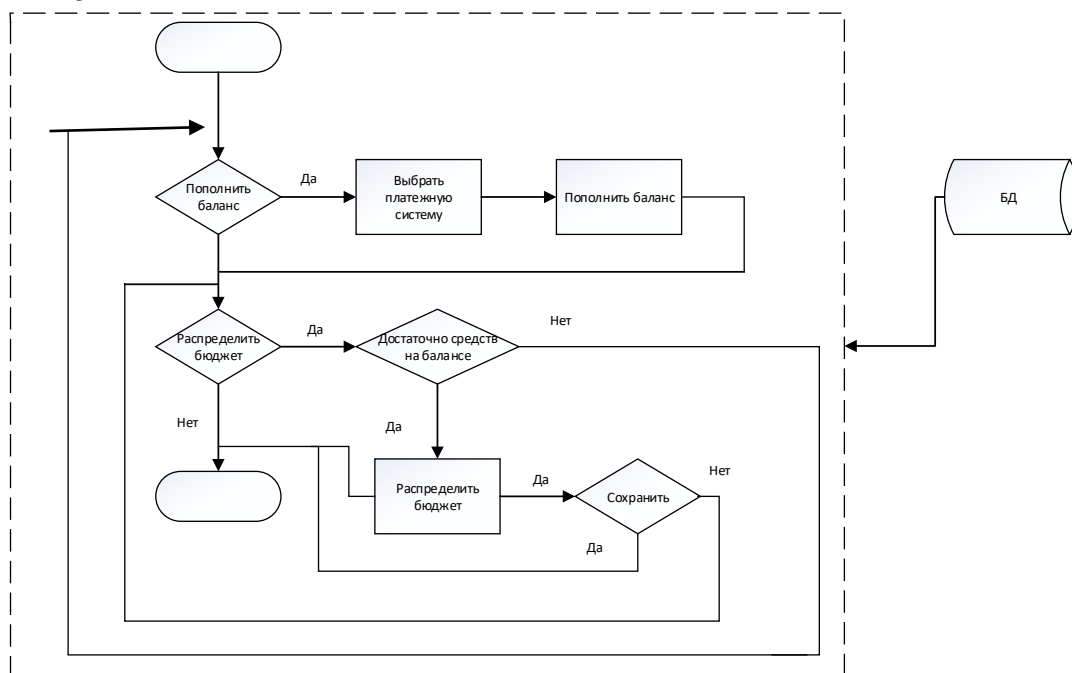 Пополнить
баланс
Да
Выбрать
платежную
систему
Пополнить баланс
БД
Распределить
бюджет
Да
Достаточно средств
на балансе
Нет
Нет
Да
Распределить
бюджет
Да
Сохранить
Нет
Да